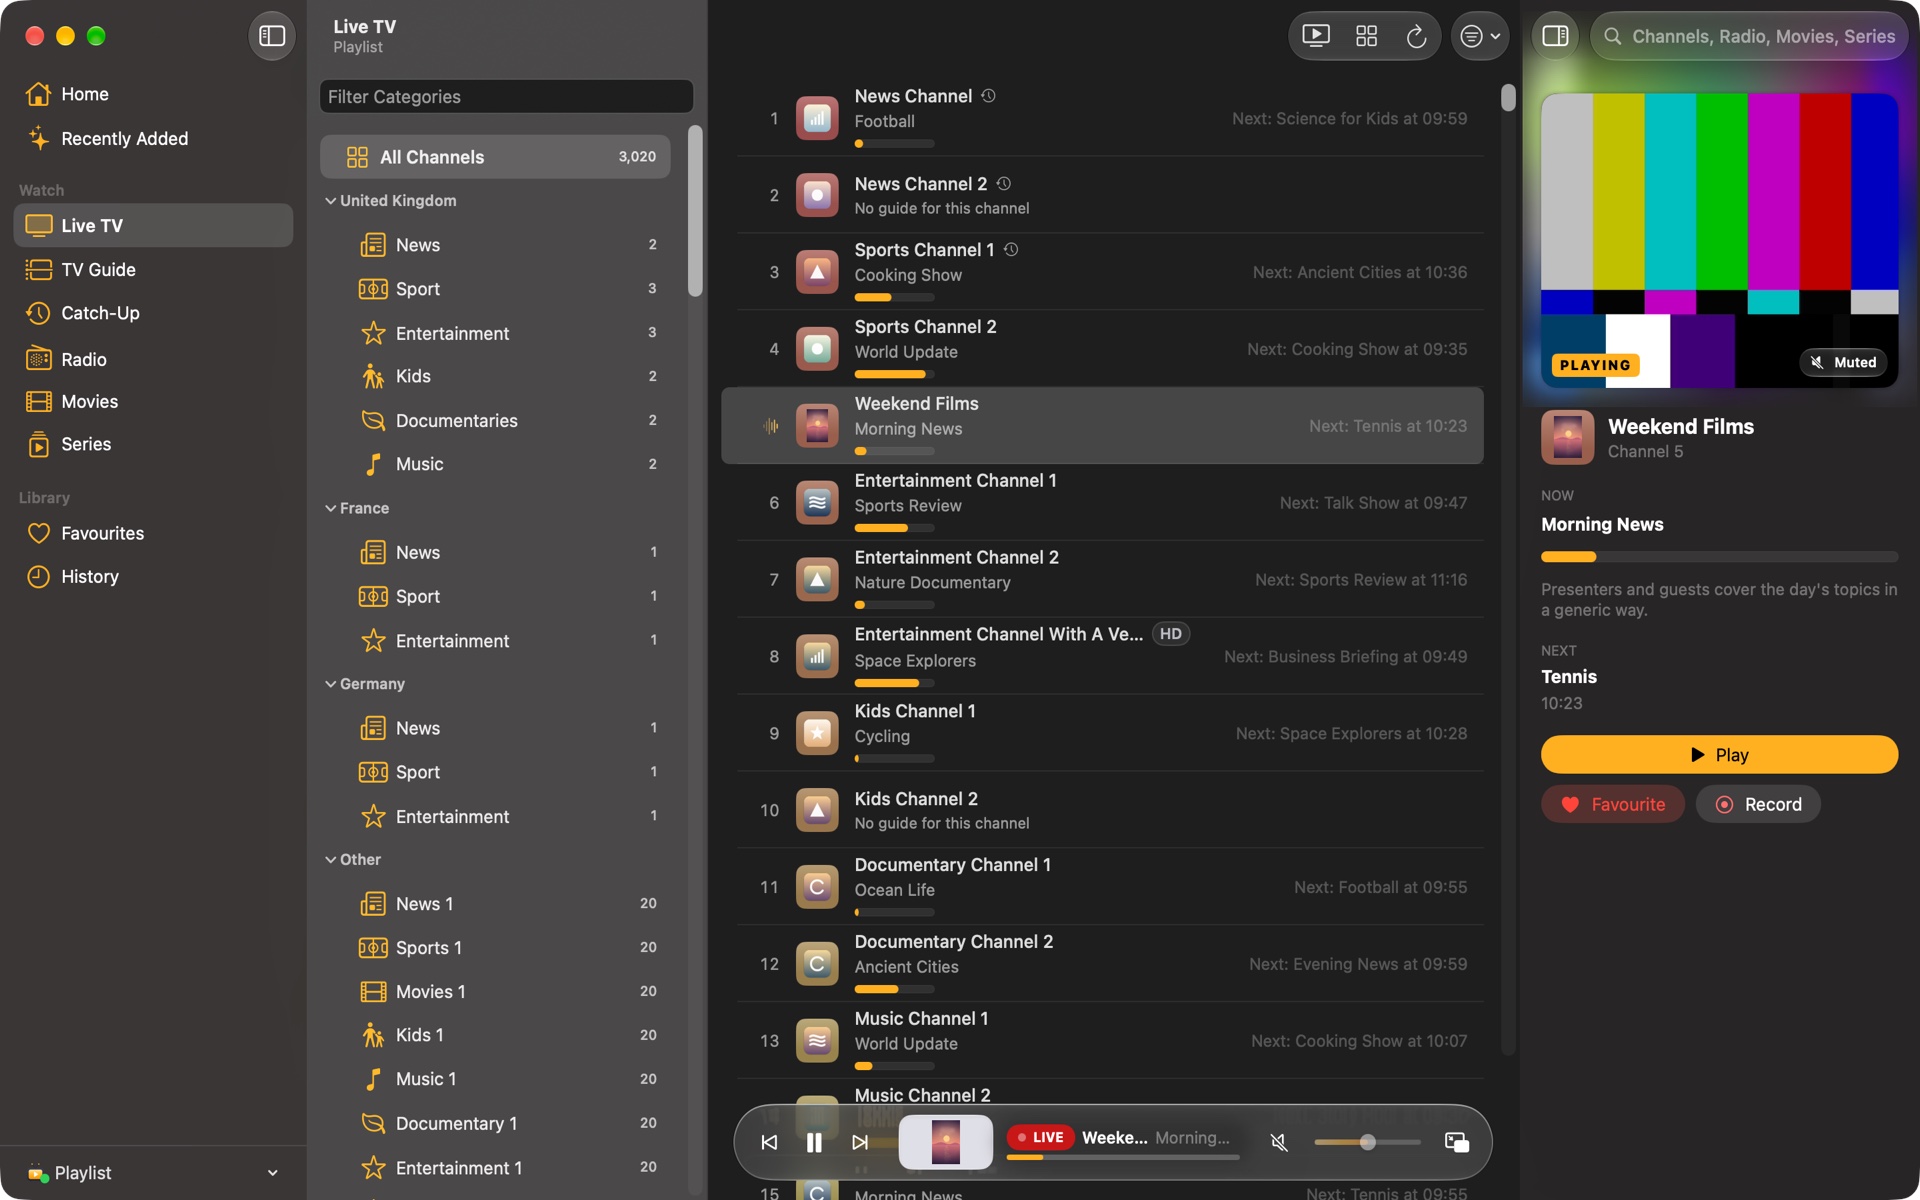 Home
Recently Added
Watch
Live TV
TV Guide
Catch-Up
Radio
Movies
Series
Library
Favourites
History
Playlist
Live TV
Playlist
Filter Categories
All Channels 3,020
United Kingdom
News 2
Sport 3
Entertainment 3
Kids 2
Documentaries 2
Music 2
France
News 1
Sport 1
Entertainment 1
Germany
News 1
Sport 1
Entertainment 1
Other
News 1 20
Sports 1 20
Movies 1 20
Kids 1 20
Music 1 20
Documentary 1 20
Entertainment 1 20
1 News Channel
Football
Next: Science for Kids at 09:59
2 News Channel 2
No guide for this channel
3 Sports Channel 1
Cooking Show
Next: Ancient Cities at 10:36
4 Sports Channel 2
World Update
Next: Cooking Show at 09:35
Weekend Films
Morning News
Next: Tennis at 10:23
6 Entertainment Channel 1
Sports Review
Next: Talk Show at 09:47
7 Entertainment Channel 2
Nature Documentary
Next: Sports Review at 11:16
8 Entertainment Channel With A Ve... HD
Space Explorers
Next: Business Briefing at 09:49
9 Kids Channel 1
Cycling
Next: Space Explorers at 10:28
10 Kids Channel 2
No guide for this channel
11 C Documentary Channel 1
Ocean Life
Next: Football at 09:55
12 C Documentary Channel 2
Ancient Cities
Next: Evening News at 09:59
13 Music Channel 1
World Update
Next: Cooking Show at 10:07
Music Channel 2
LIVE Weeke... Morning...
15 C Morning News
Next: Tennis at 09:55
Channels, Radio, Movies, Series
PLAYING
Muted
Weekend Films
Channel 5
NOW
Morning News
Presenters and guests cover the day's topics in
a generic way.
NEXT
Tennis
10:23
Play
Favourite
Record